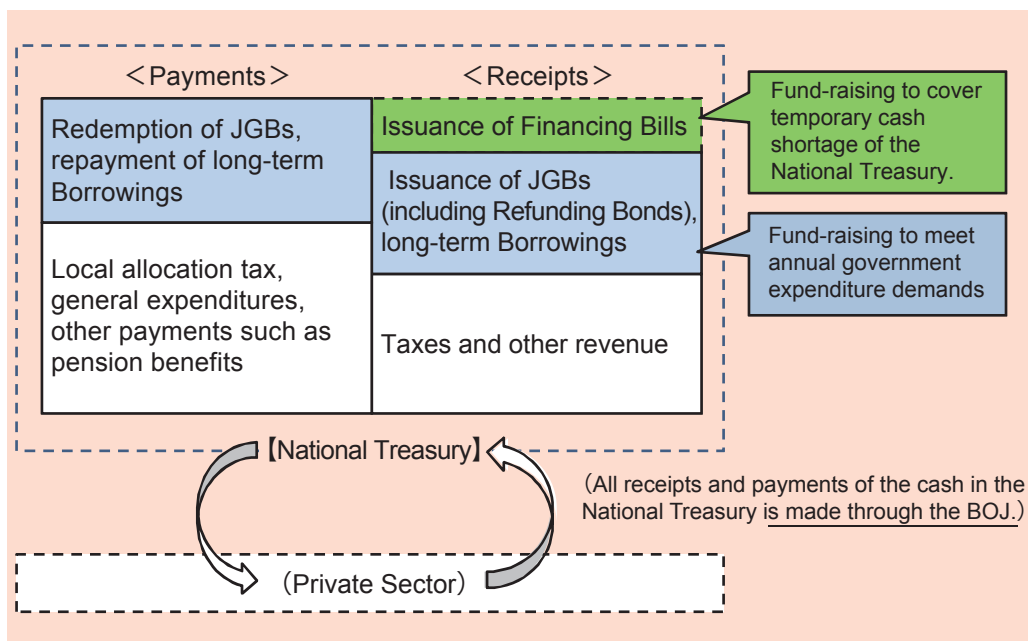 ＜Payments＞
＜Receipts＞
Redemption of JGBs,
repayment of long-term
Borrowings
Local allocation tax,
general expenditures,
other payments such as
pension benefits
Issuance of Financing Bills
Issuance of JGBs
(including Refunding Bonds),
long-term Borrowings
Taxes and other revenue
Fund-raising to cover
temporary cash
shortage of the
National Treasury.
Fund-raising to meet
annual government
expenditure demands
【National Treasury】
（All receipts and payments of the cash in the
National Treasury is made through the BOJ.）
（Private Sector）